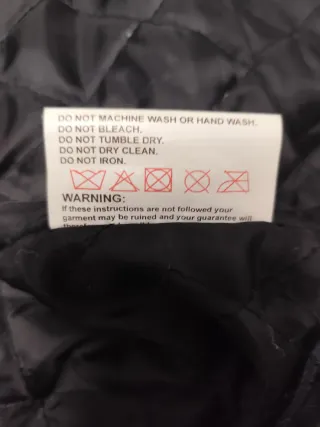 DO NOT MACHINE WASH OR HAND WASH.
DO NOT BLEACH.
DO NOT TUMBLE DRY.
DO NOT DRY CLEAN.
DO NOT IRON.
WARNING:
If these instructions are not followed your
garment may be ruined and your guarantee will